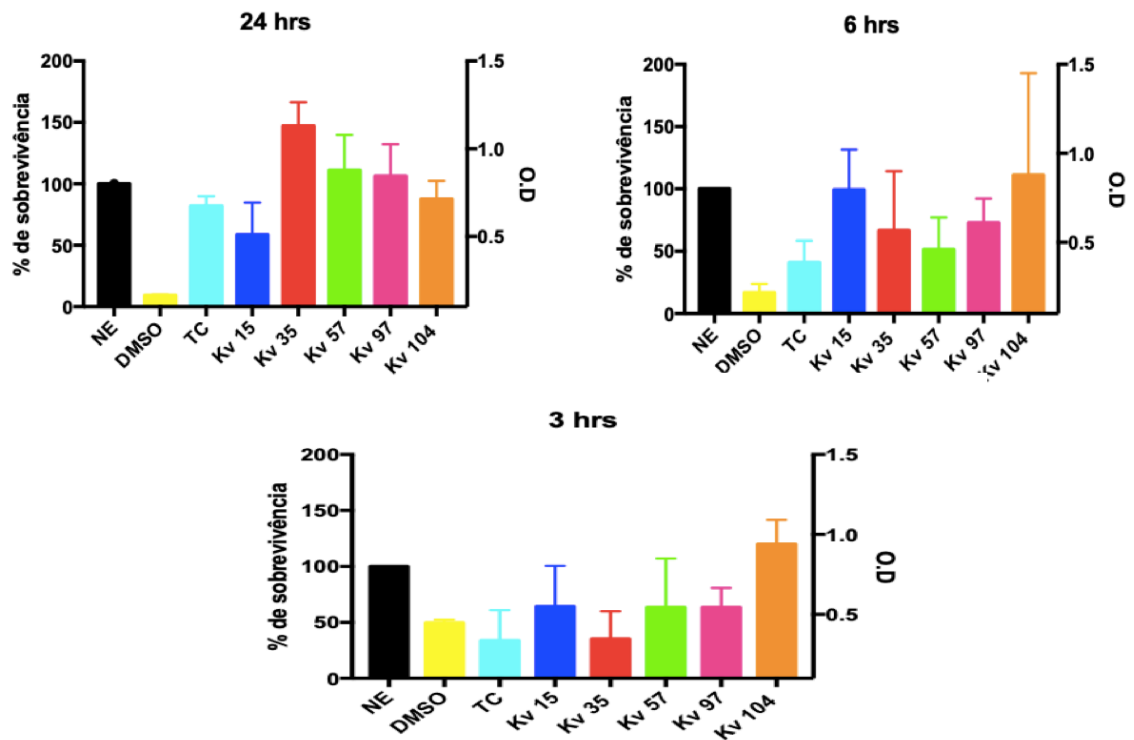 24 hrs
% de sobrevivência
200
150
100
50
0
1.5
1.0
0.5
O.D
NE
DMSO
TC
Kv 15
Kv 35
Kv 57
Kv 97
Kv 104
6 hrs
% de sobrevivência
200
150
100
50
0
1.5
1.0
0.5
O.D
NE
DMSO
TC
Kv 15
Kv 35
Kv 57
Kv 97
Kv 104
3 hrs
% de sobrevivência
200
150
100
50
0
1.5
1.0
0.5
O.D
NE
DMSO
TC
Kv 15
Kv 35
Kv 57
Kv 97
Kv 104